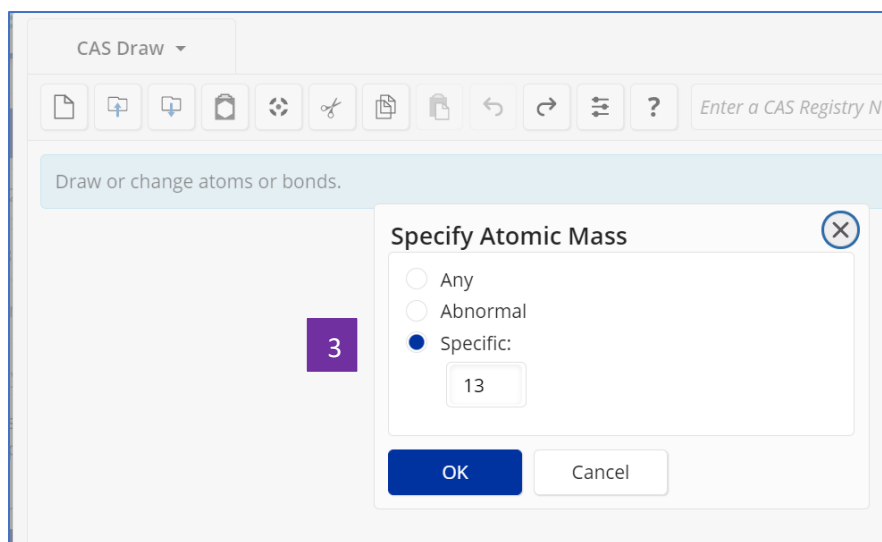 CAS Draw
? Enter a CAS Registry N
Draw or change atoms or bonds.
Specify Atomic Mass
Any
Abnormal
3
Specific:
13
OK
Cancel